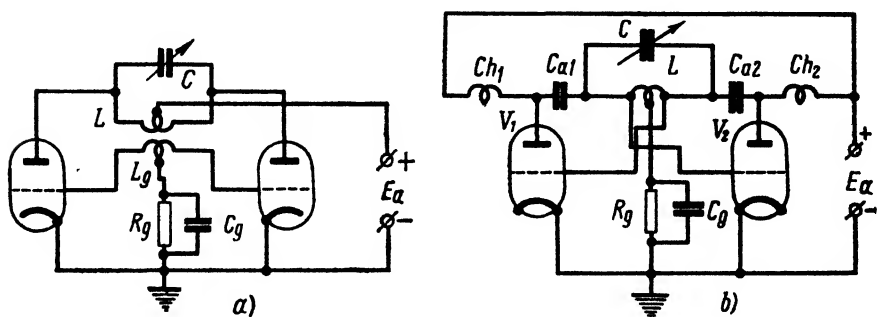 C
L
Lg
Rg
Cg
+
Ea
-
a)
C
Ch1
Ca1
L
Ca2
Ch2
V1
V2
Rg
Cg
+
Ea
-
b)